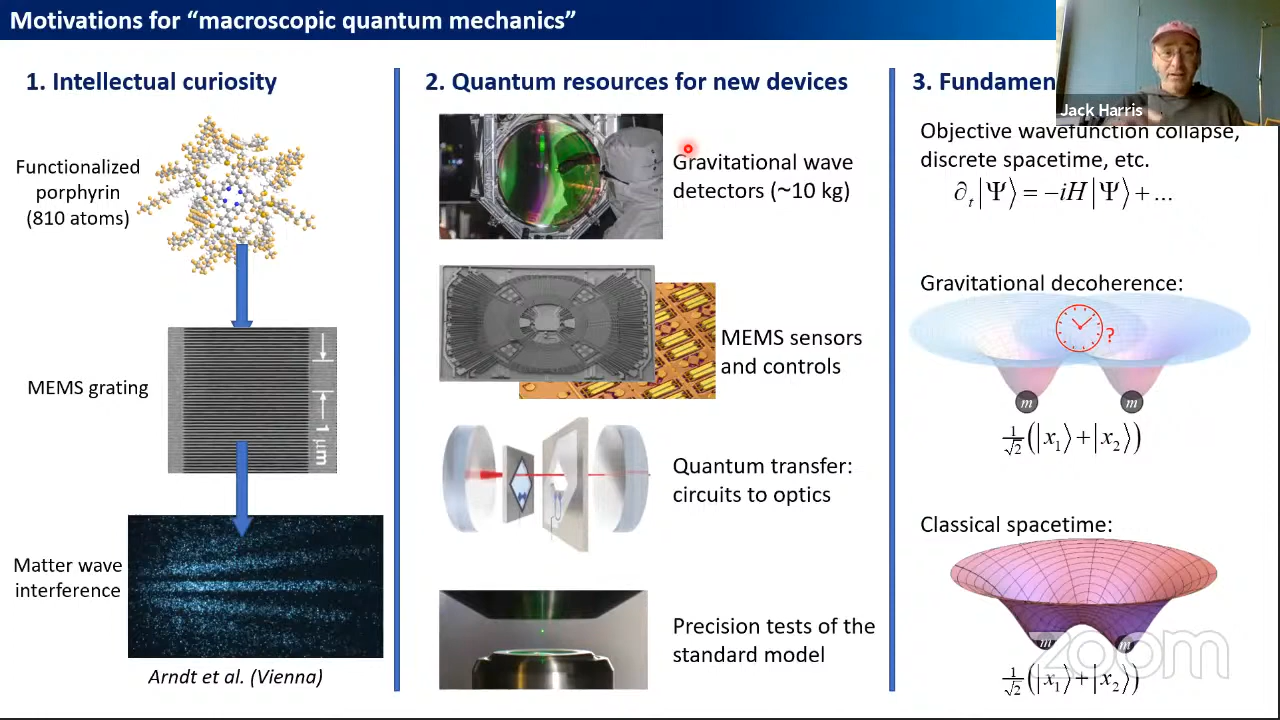 Motivations for “macroscopic quantum mechanics”
1. Intellectual curiosity
Functionalized
porphyrin
(810 atoms)
MEMS grating
1 μm
Matter wave
interference
Arndt et al. (Vienna)
2. Quantum resources for new devices
Gravitational wave
detectors (~10 kg)
MEMS sensors
and controls
Quantum transfer:
circuits to optics
Precision tests of the
standard model
3. Fundamen
Jack Harris
Objective wavefunction collapse,
discrete spacetime, etc.
∂ₜ|Ψ⟩ = −iH|Ψ⟩ + ...
Gravitational decoherence:
?
m m
1/√2 (|x₁⟩ + |x₂⟩)
Classical spacetime:
m m
zoom
1/√2 (|x₁⟩ + |x₂⟩)